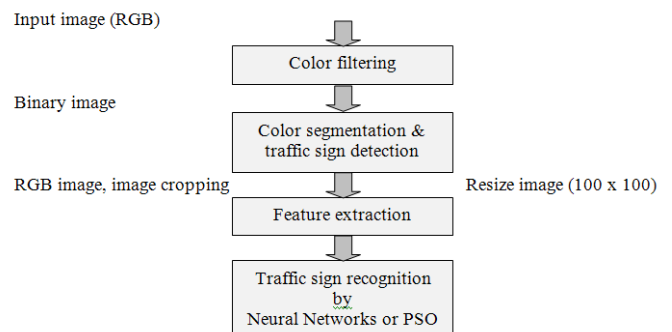 Input image (RGB)
Color filtering
Binary image
Color segmentation &
traffic sign detection
RGB image, image cropping
Resize image (100 x 100)
Feature extraction
Traffic sign recognition
by
Neural Networks or PSO